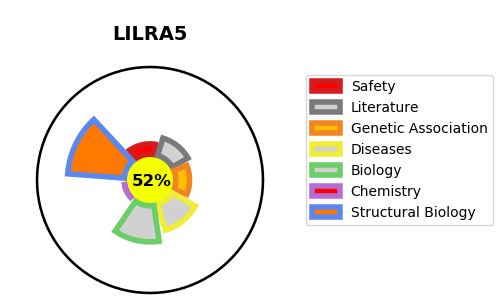 LILRA5
52%
Safety
Literature
Genetic Association
Diseases
Biology
Chemistry
Structural Biology